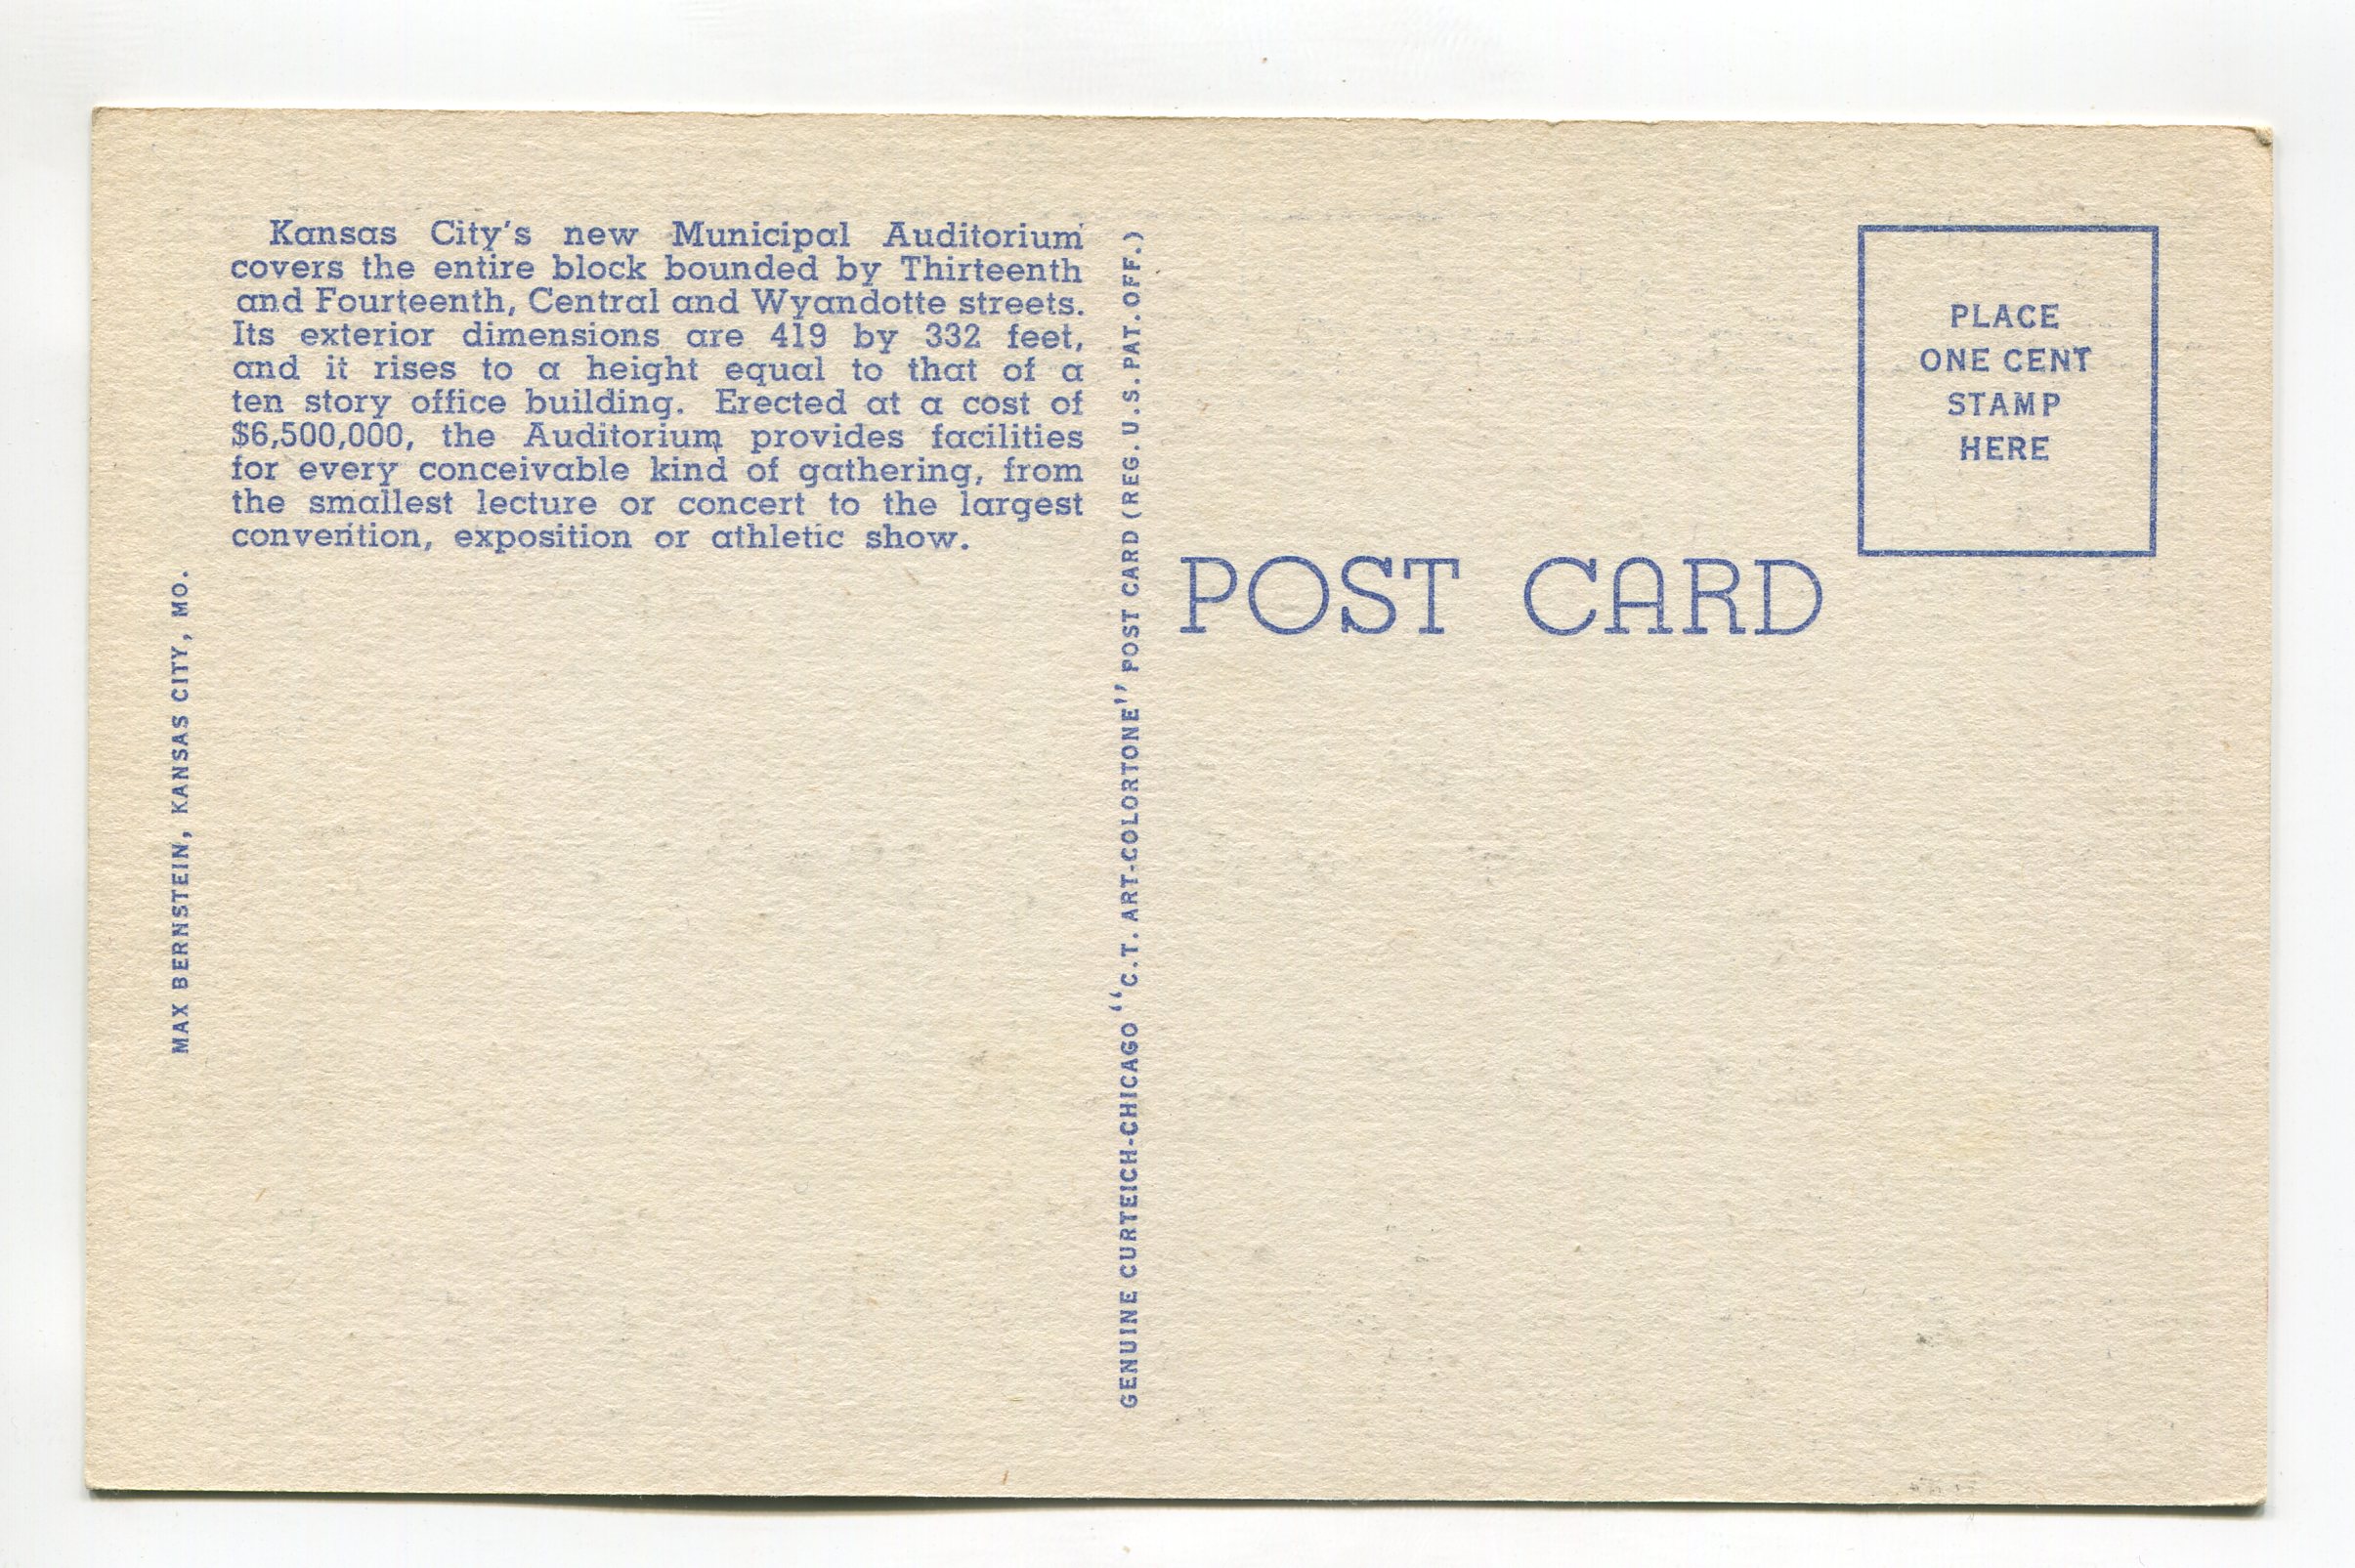 Kansas City's new Municipal Auditorium
covers the entire block bounded by Thirteenth
and Fourteenth, Central and Wyandotte streets.
Its exterior dimensions are 419 by 332 feet,
and it rises to a height equal to that of a
ten story office building. Erected at a cost of
$6,500,000, the Auditorium provides facilities
for every conceivable kind of gathering, from
the smallest lecture or concert to the largest
convention, exposition or athletic show.
MAX BERNSTEIN, KANSAS CITY, MO.
GENUINE CURTEICH-CHICAGO "C.T. ART-COLORTONE" POST CARD (REG. U.S. PAT. OFF.)
POST CARD
PLACE
ONE CENT
STAMP
HERE